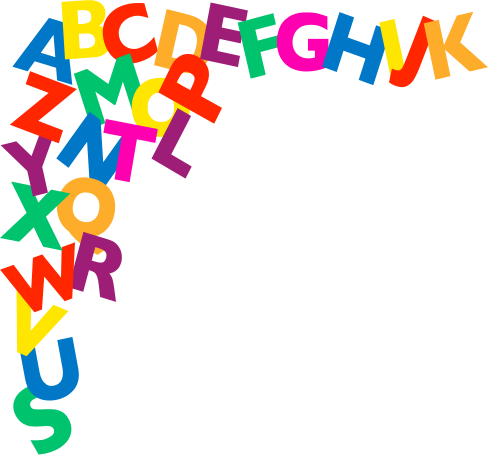 ABCDEFGHIJK
ZMOP
YNTL
XQ
WR
V
U
S